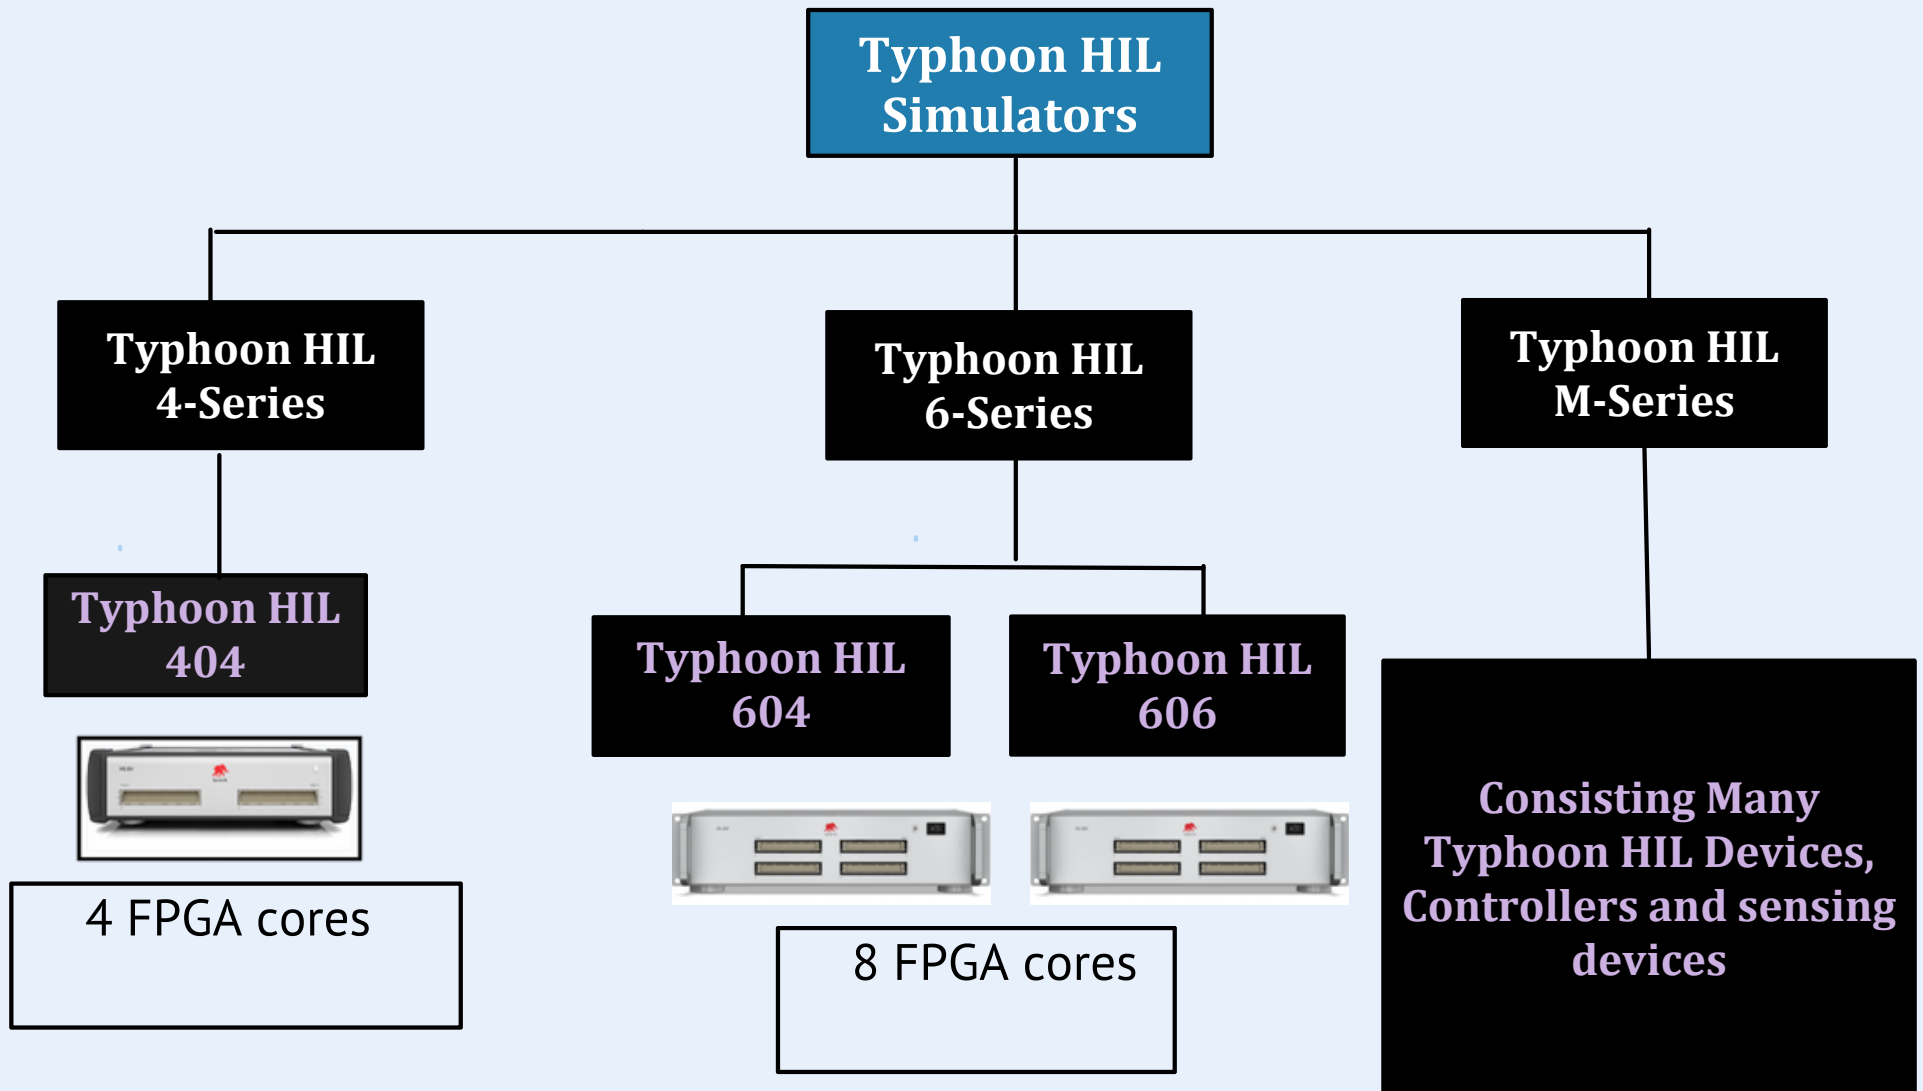 Typhoon HIL
Simulators
Typhoon HIL
4-Series
Typhoon HIL
6-Series
Typhoon HIL
M-Series
Typhoon HIL
404
Typhoon HIL
604
Typhoon HIL
606
4 FPGA cores
8 FPGA cores
Consisting Many
Typhoon HIL Devices,
Controllers and sensing
devices